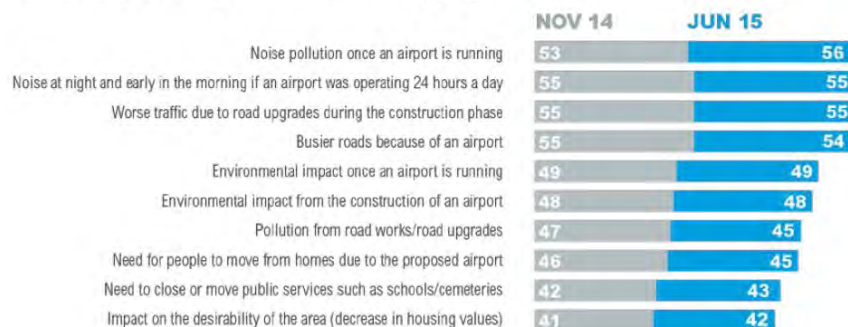 NOV 14 JUN 15
Noise pollution once an airport is running 53 56
Noise at night and early in the morning if an airport was operating 24 hours a day 55 55
Worse traffic due to road upgrades during the construction phase 55 55
Busier roads because of an airport 55 54
Environmental impact once an airport is running 49 49
Environmental impact from the construction of an airport 48 48
Pollution from road works/road upgrades 47 45
Need for people to move from homes due to the proposed airport 46 45
Need to close or move public services such as schools/cemeteries 42 43
Impact on the desirability of the area (decrease in housing values) 41 42